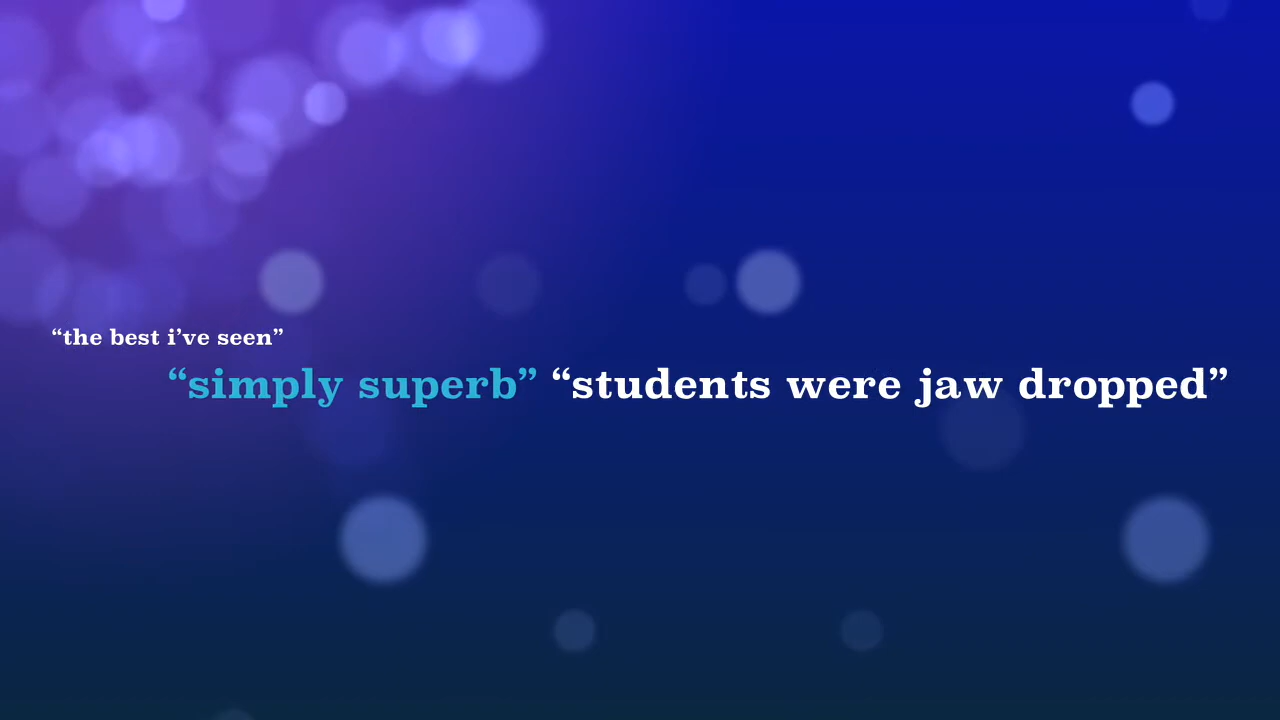 “the best i’ve seen”
“simply superb” “students were jaw dropped”